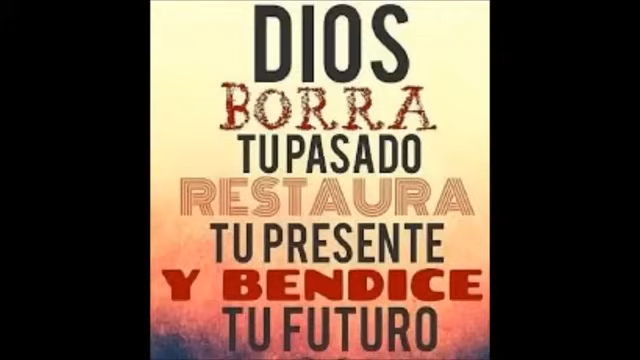 DIOS
BORRA
TU PASADO
RESTAURA
TU PRESENTE
Y BENDICE
TU FUTURO